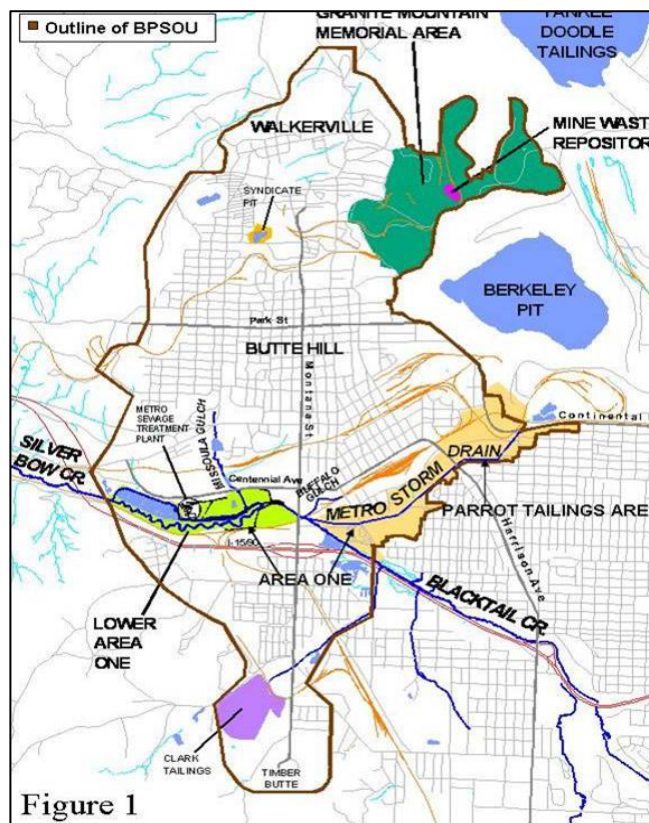 Outline of BPSOU
GRANITE MOUNTAIN
MEMORIAL AREA
YANKEE
DOODLE
TAILINGS
WALKERVILLE
MINE WAST
REPOSITOR
SYNDICATE
PIT
BERKELEY
PIT
Park St
BUTTE HILL
Montana St
METRO
SEWAGE
TREATMENT
PLANT
MISSOULA GULCH
Continental
SILVER
BOW CR.
Centennial Ave
BUFFALO
GULCH
METRO STORM DRAIN
PARROT TAILINGS ARE
Harrison Ave
I-15/90
AREA ONE
BLACKTAIL CR.
LOWER
AREA
ONE
CLARK
TAILINGS
TIMBER
BUTTE
Figure 1